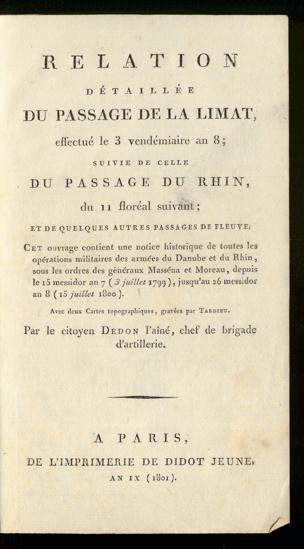 RELATION
DÉTAILLÉE
DU PASSAGE DE LA LIMAT,
effectué le 3 vendémiaire an 8;
SUIVIE DE CELLE
DU PASSAGE DU RHIN,
du 11 floréal suivant;
ET DE QUELQUES AUTRES PASSAGES DE FLEUVE.
CET ouvrage contient une notice historique de toutes les
opérations militaires des armées du Danube et du Rhin,
sous les ordres des généraux Masséna et Moreau, depuis
le 15 messidor an 7 (3 juillet 1799), jusqu'au 26 messidor
an 8 (15 juillet 1800).
Avec deux Cartes topographiques, gravées par TARDIEU.
Par le citoyen DEDON l'aîné, chef de brigade
d'artillerie.
A PARIS,
DE L'IMPRIMERIE DE DIDOT JEUNE.
AN IX (1801).